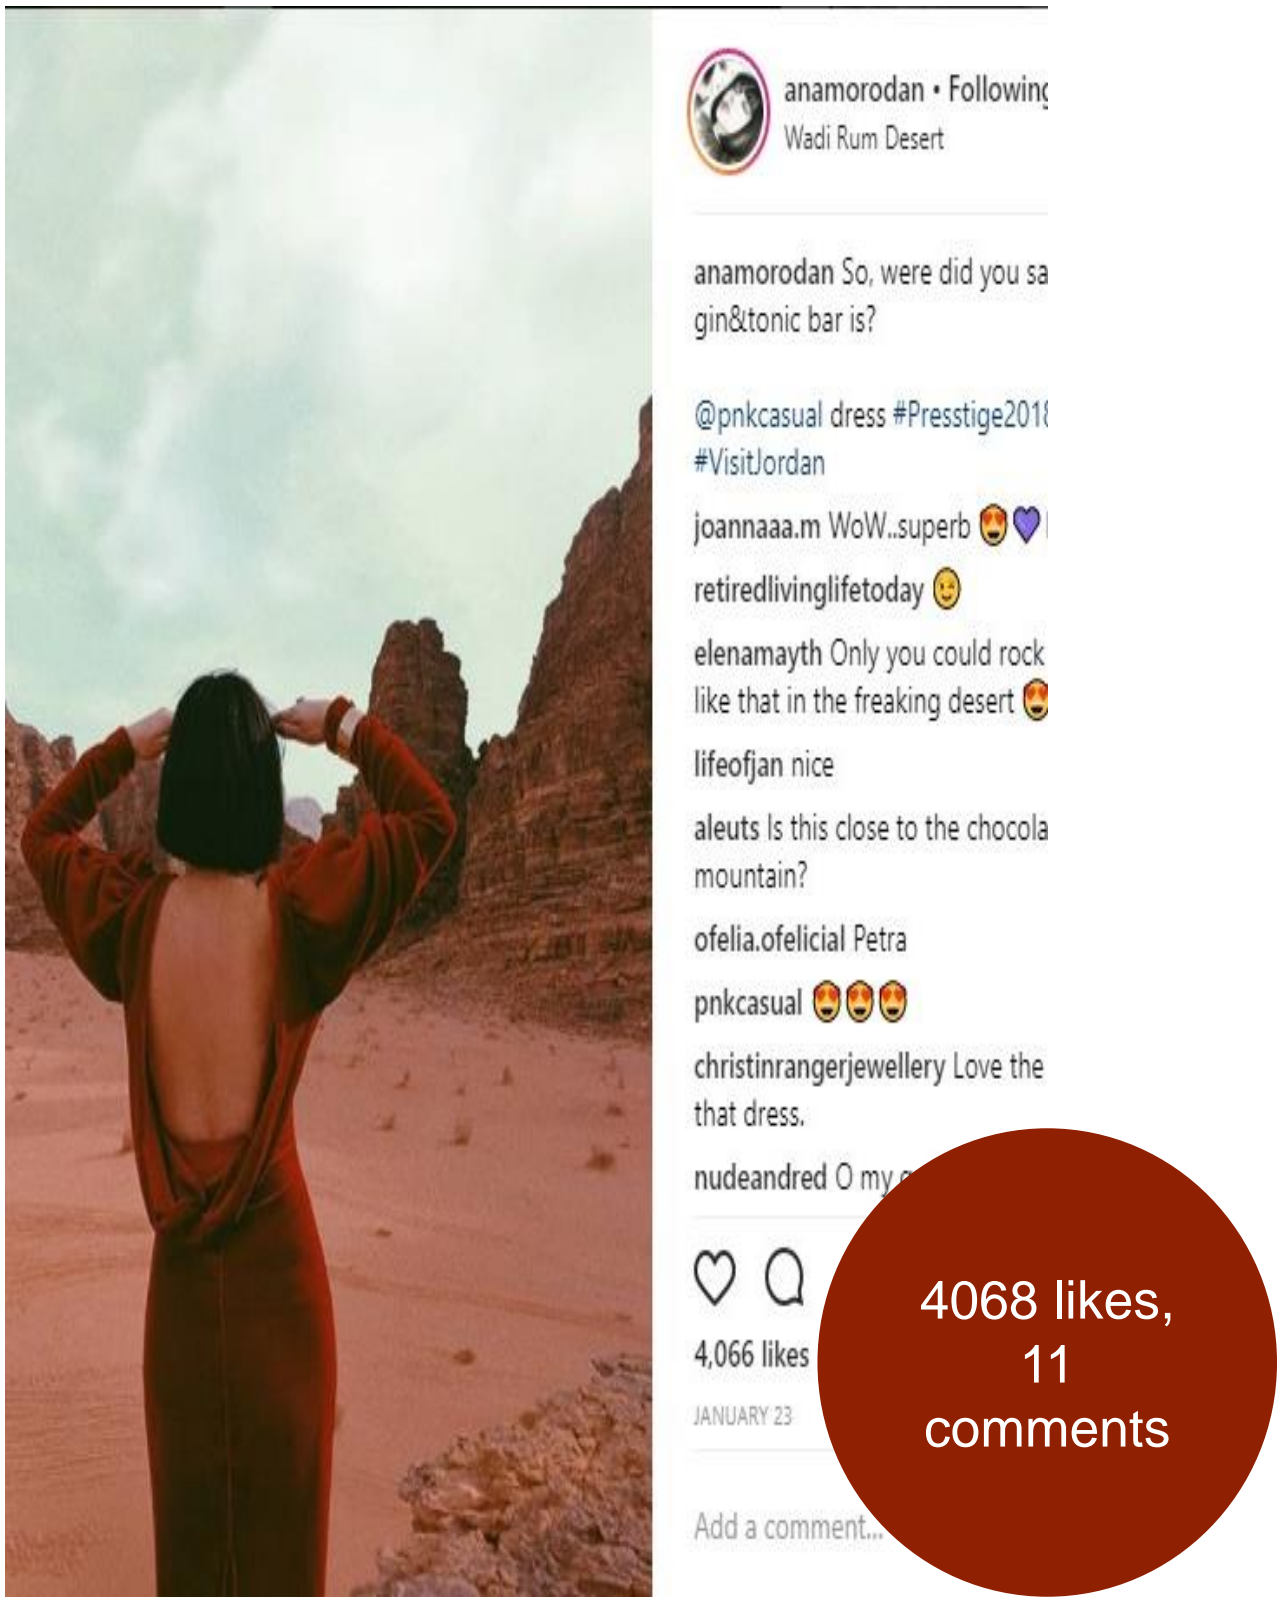 anamorodan • Following
Wadi Rum Desert
anamorodan So, were did you sa
gin&tonic bar is?
@pnkcasual dress #Presstige2018
#VisitJordan
joannaaa.m WoW..superb 😍💜
retiredlivinglifetoday 😉
elenamayth Only you could rock
like that in the freaking desert 😍
lifeofjan nice
aleuts Is this close to the chocola
mountain?
ofelia.ofelicial Petra
pnkcasual 😍😍😍
christinrangerjewellery Love the
that dress.
nudeandred O my
4,066 likes
JANUARY 23
Add a comment...
4068 likes,
11
comments